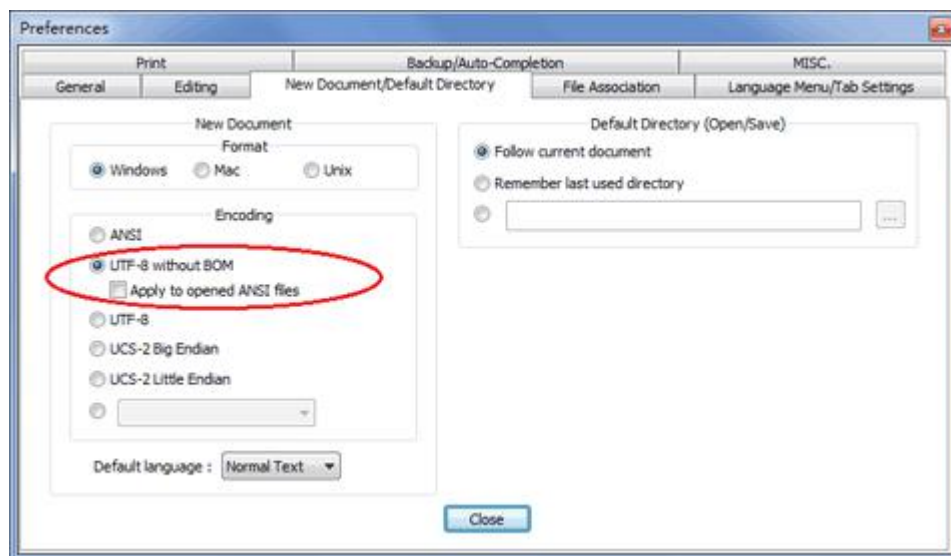 Preferences
Print Backup/Auto-Completion MISC.
General Editing New Document/Default Directory File Association Language Menu/Tab Settings
New Document
Format
Windows Mac Unix
Encoding
ANSI
UTF-8 without BOM
Apply to opened ANSI files
UTF-8
UCS-2 Big Endian
UCS-2 Little Endian
Default language : Normal Text
Default Directory (Open/Save)
Follow current document
Remember last used directory
...
Close